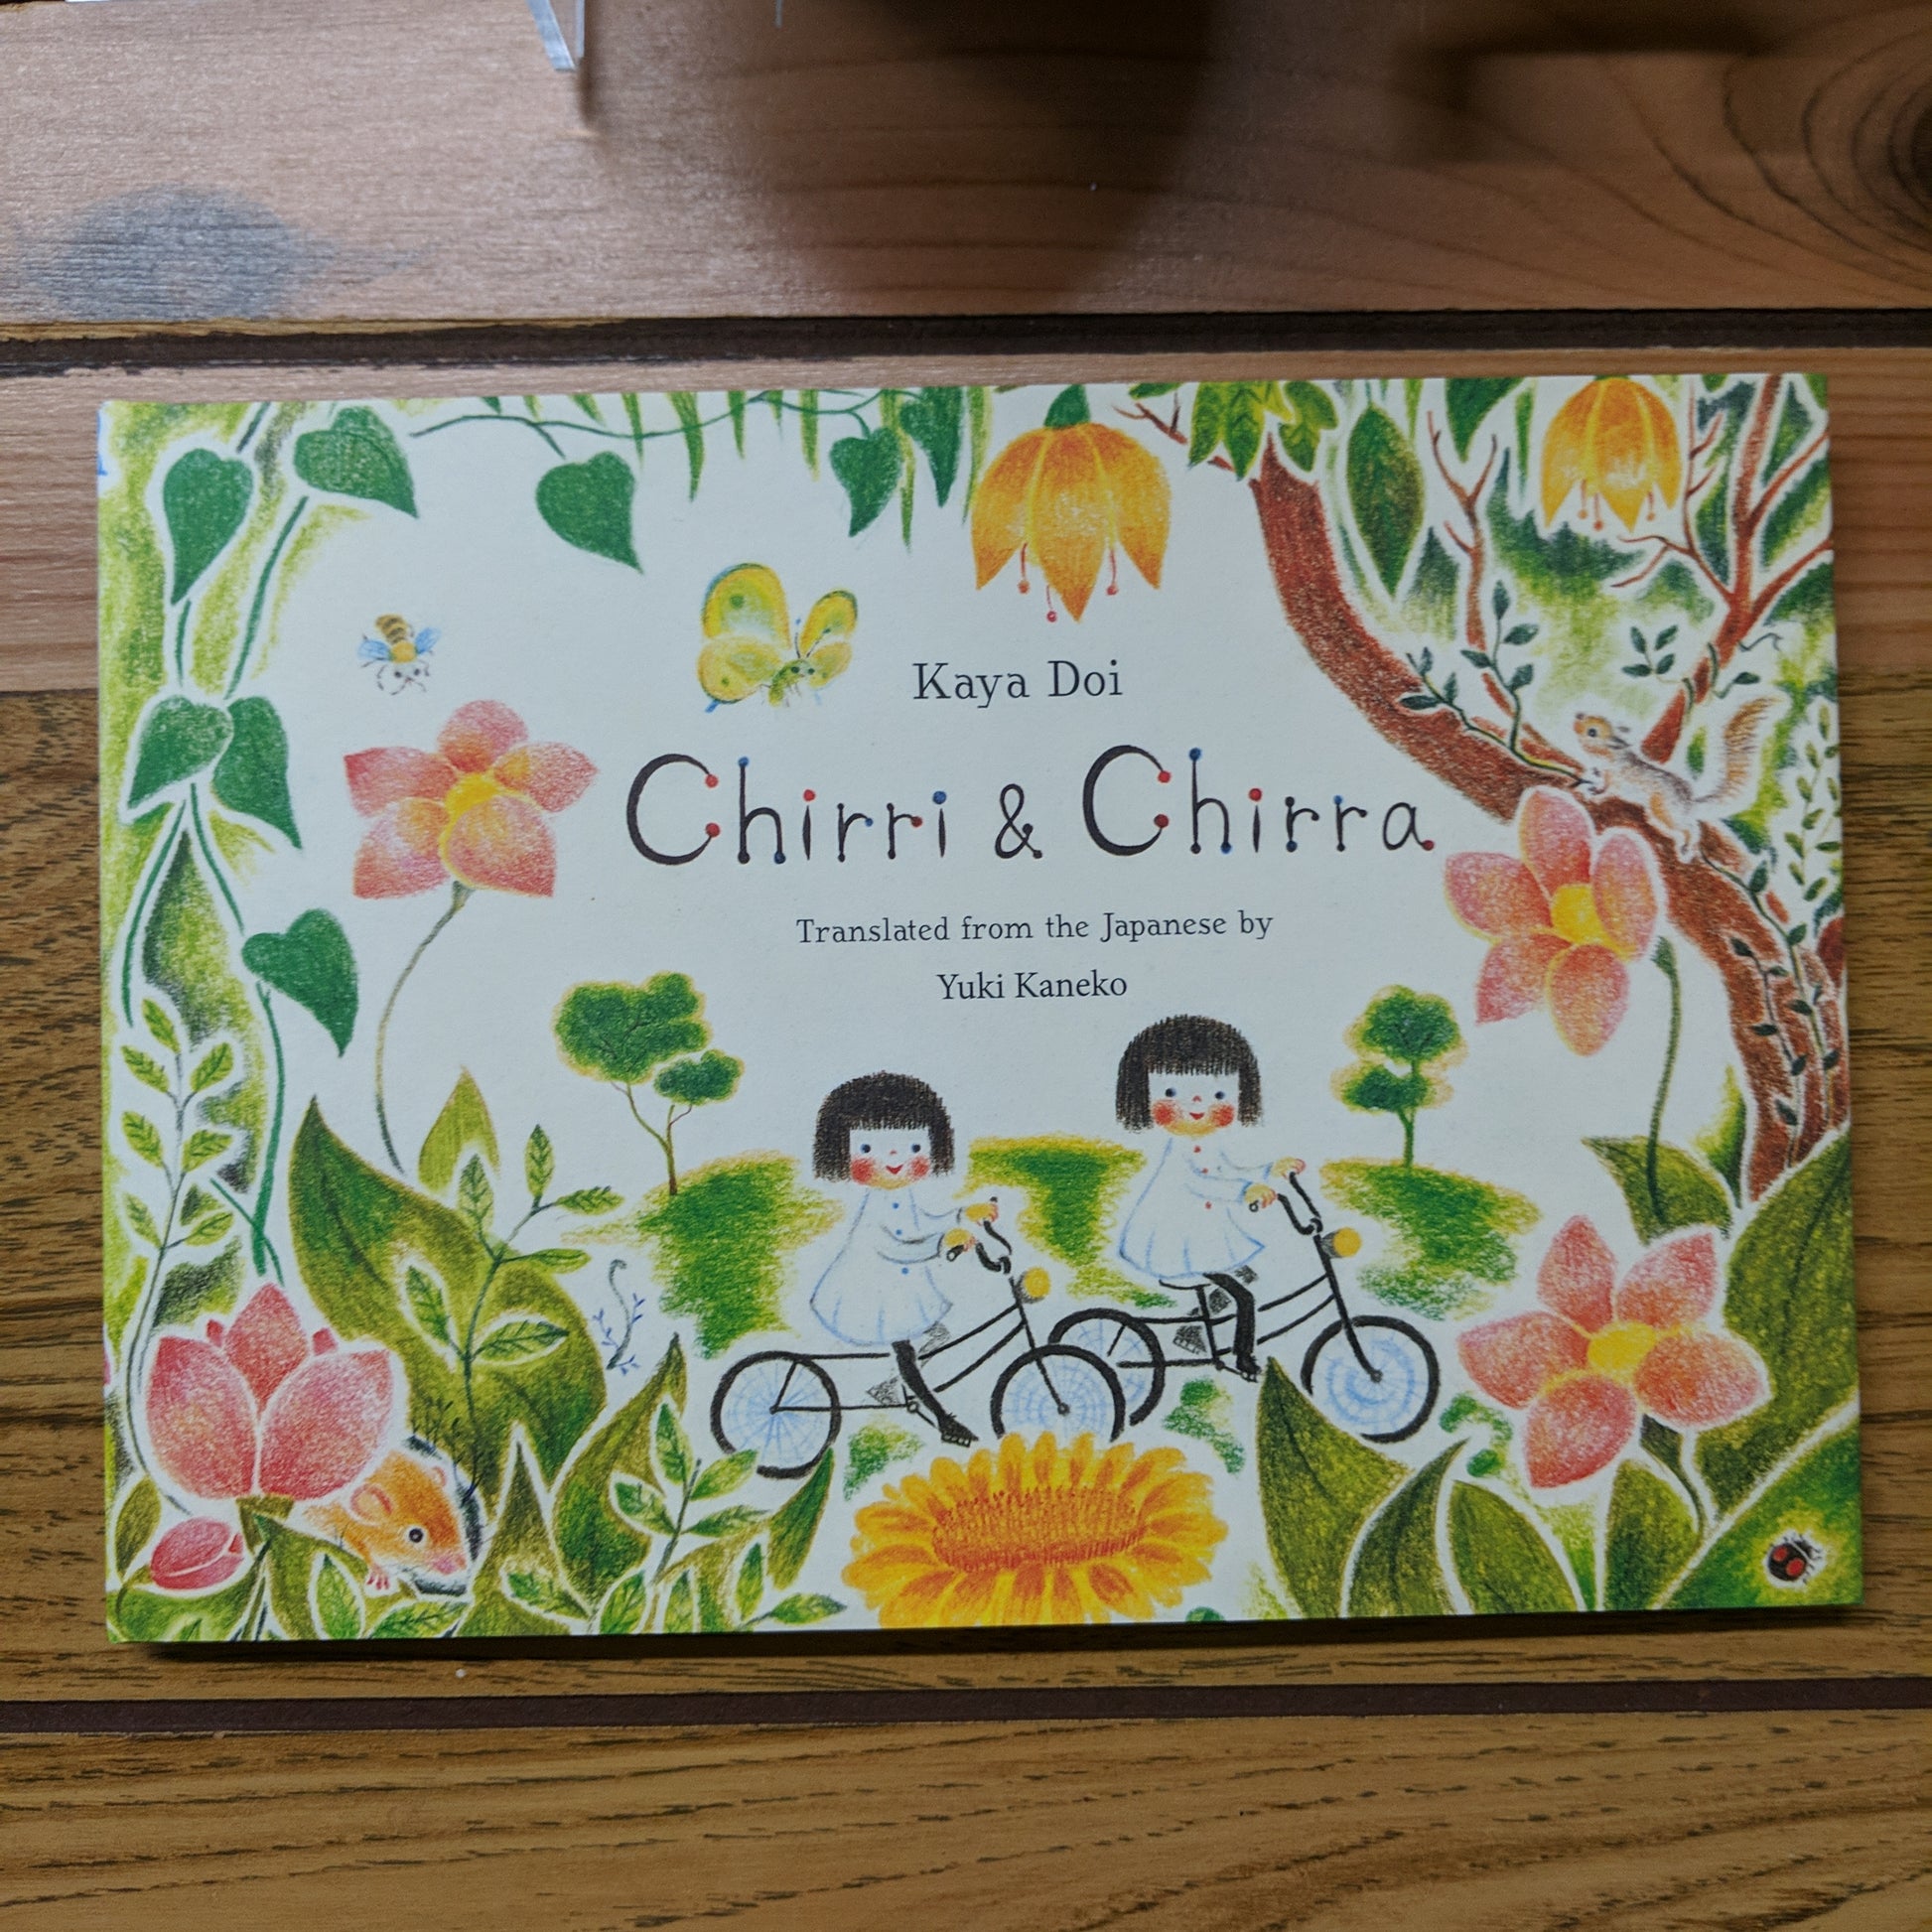 Kaya Doi
Chirri & Chirra
Translated from the Japanese by
Yuki Kaneko